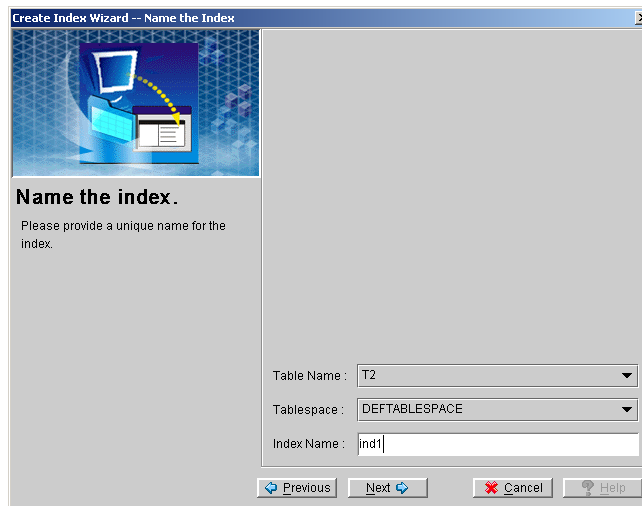 Create Index Wizard -- Name the Index
Name the index.
Please provide a unique name for the
index.
Table Name :
T2
Tablespace :
DEFTABLESPACE
Index Name :
ind1
Previous
Next
Cancel
Help